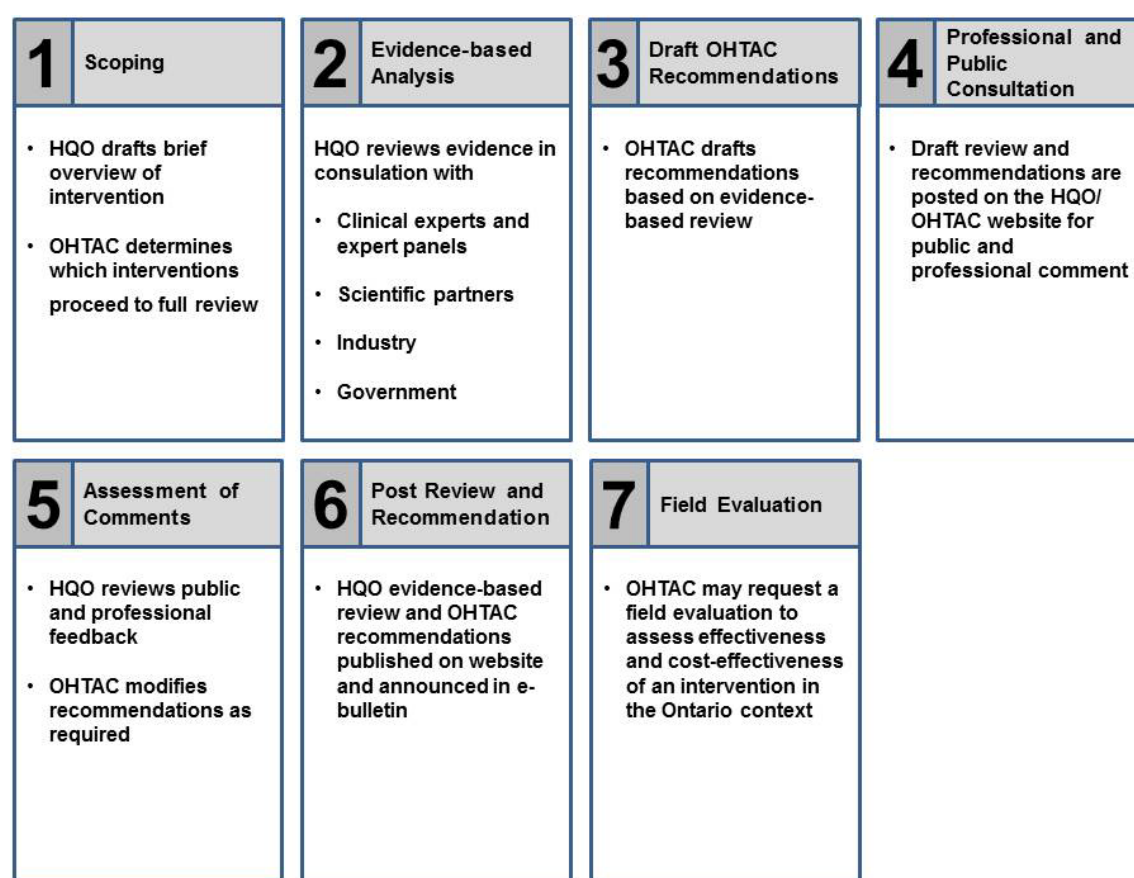 1
Scoping
• HQO drafts brief
overview of
intervention
• OHTAC determines
which interventions
proceed to full review
2
Evidence-based
Analysis
HQO reviews evidence in
consulation with
• Clinical experts and
expert panels
• Scientific partners
• Industry
• Government
3
Draft OHTAC
Recommendations
• OHTAC drafts
recommendations
based on evidence-
based review
4
Professional and
Public
Consultation
• Draft review and
recommendations are
posted on the HQO/
OHTAC website for
public and
professional comment
5
Assessment of
Comments
• HQO reviews public
and professional
feedback
• OHTAC modifies
recommendations as
required
6
Post Review and
Recommendation
• HQO evidence-based
review and OHTAC
recommendations
published on website
and announced in e-
bulletin
7
Field Evaluation
• OHTAC may request a
field evaluation to
assess effectiveness
and cost-effectiveness
of an intervention in
the Ontario context